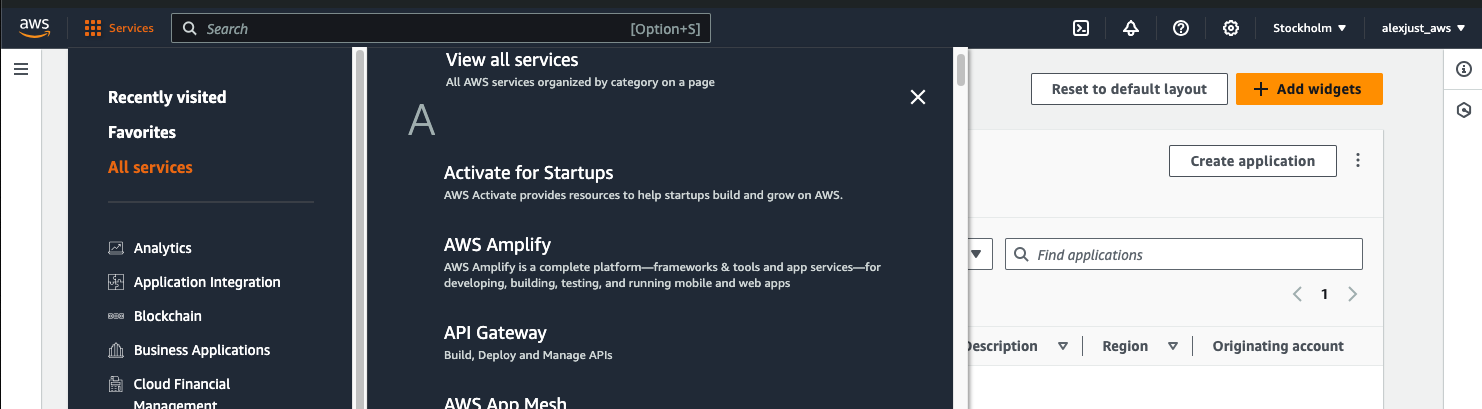 aws
Services
Search
[Option+S]
Stockholm
alexjust_aws
Recently visited
Favorites
All services
Analytics
Application Integration
Blockchain
Business Applications
Cloud Financial
Management
View all services
All AWS services organized by category on a page
A
Activate for Startups
AWS Activate provides resources to help startups build and grow on AWS.
AWS Amplify
AWS Amplify is a complete platform—frameworks & tools and app services—for
developing, building, testing, and running mobile and web apps
API Gateway
Build, Deploy and Manage APIs
AWS App Mesh
Reset to default layout
Add widgets
Create application
Find applications
1
Description
Region
Originating account